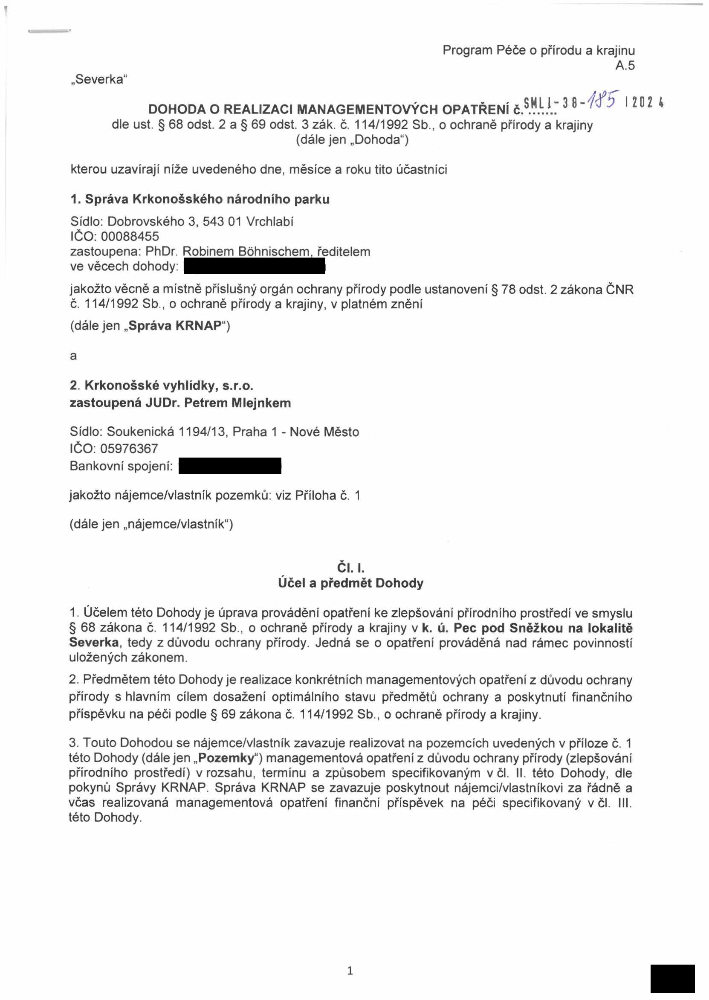 Program Péče o přírodu a krajinu
A.5
„Severka“
DOHODA O REALIZACI MANAGEMENTOVÝCH OPATŘENÍ č. ....... SMLI-38-185/2024
dle ust. § 68 odst. 2 a § 69 odst. 3 zák. č. 114/1992 Sb., o ochraně přírody a krajiny
(dále jen „Dohoda“)
kterou uzavírají níže uvedeného dne, měsíce a roku tito účastníci
1. Správa Krkonošského národního parku
Sídlo: Dobrovského 3, 543 01 Vrchlabí
IČO: 00088455
zastoupena: PhDr. Robinem Böhnischem, ředitelem
ve věcech dohody:
jakožto věcně a místně příslušný orgán ochrany přírody podle ustanovení § 78 odst. 2 zákona ČNR
č. 114/1992 Sb., o ochraně přírody a krajiny, v platném znění
(dále jen „Správa KRNAP“)
a
2. Krkonošské vyhlídky, s.r.o.
zastoupená JUDr. Petrem Mlejnkem
Sídlo: Soukenická 1194/13, Praha 1 - Nové Město
IČO: 05976367
Bankovní spojení:
jakožto nájemce/vlastník pozemků: viz Příloha č. 1
(dále jen „nájemce/vlastník“)
Čl. I.
Účel a předmět Dohody
1. Účelem této Dohody je úprava provádění opatření ke zlepšování přírodního prostředí ve smyslu
§ 68 zákona č. 114/1992 Sb., o ochraně přírody a krajiny v k. ú. Pec pod Sněžkou na lokalitě
Severka, tedy z důvodu ochrany přírody. Jedná se o opatření prováděná nad rámec povinností
uložených zákonem.
2. Předmětem této Dohody je realizace konkrétních managementových opatření z důvodu ochrany
přírody s hlavním cílem dosažení optimálního stavu předmětů ochrany a poskytnutí finančního
příspěvku na péči podle § 69 zákona č. 114/1992 Sb., o ochraně přírody a krajiny.
3. Touto Dohodou se nájemce/vlastník zavazuje realizovat na pozemcích uvedených v příloze č. 1
této Dohody (dále jen „Pozemky“) managementová opatření z důvodu ochrany přírody (zlepšování
přírodního prostředí) v rozsahu, termínu a způsobem specifikovaným v čl. II. této Dohody, dle
pokynů Správy KRNAP. Správa KRNAP se zavazuje poskytnout nájemci/vlastníkovi za řádně a
včas realizovaná managementová opatření finanční příspěvek na péči specifikovaný v čl. III.
této Dohody.
1